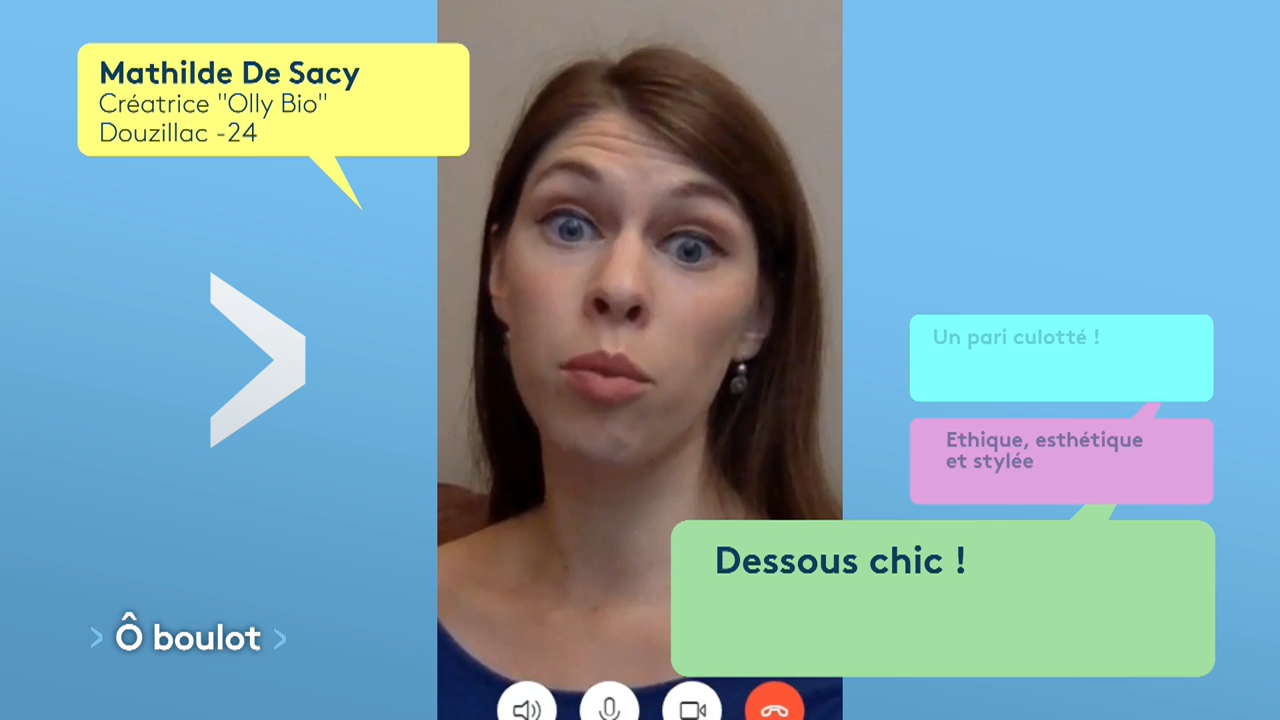 Mathilde De Sacy
Créatrice "Olly Bio"
Douzillac -24
Un pari culotté !
Ethique, esthétique
et stylée
Dessous chic !
> Ô boulot >